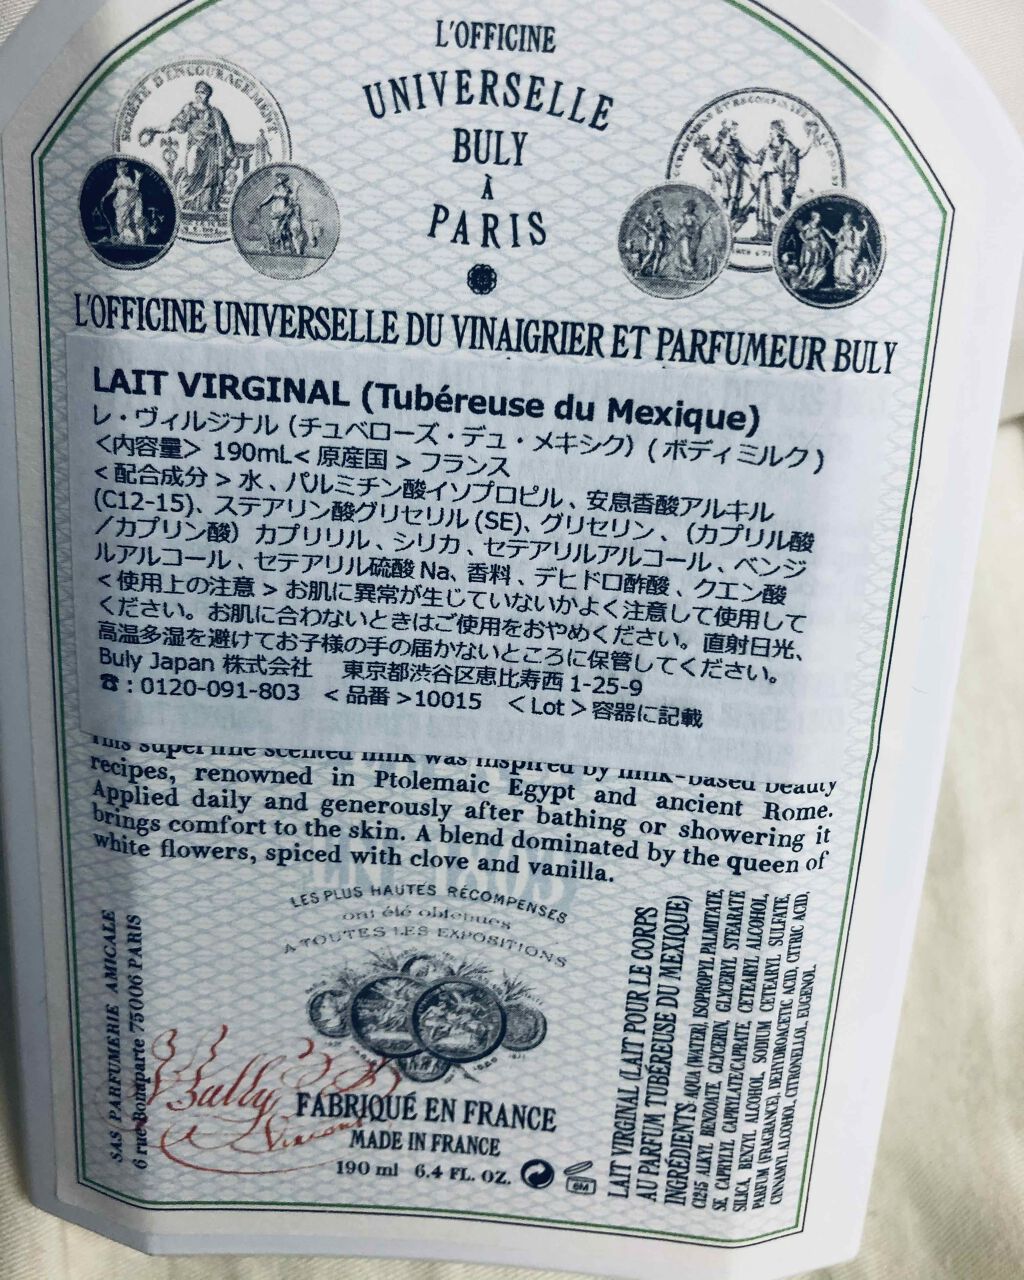 L'OFFICINE
UNIVERSELLE
BULY
À
PARIS
L'OFFICINE UNIVERSELLE DU VINAIGRIER ET PARFUMEUR BULY
LAIT VIRGINAL (Tubéreuse du Mexique)
レ・ヴィルジナル（チュベローズ・デュ・メキシク）(ボディミルク)
<内容量> 190mL<原産国>フランス
<配合成分>水、パルミチン酸イソプロピル、安息香酸アルキル
(C12-15)、ステアリン酸グリセリル(SE)、グリセリン、（カプリル酸
/カプリン酸）カプリリル、シリカ、セテアリルアルコール、ベンジ
ルアルコール、セテアリル硫酸Na、香料、デヒドロ酢酸、クエン酸
<使用上の注意>お肌に異常が生じていないかよく注意して使用して
ください。お肌に合わないときはご使用をおやめください。直射日光、
高温多湿を避けてお子様の手の届かないところに保管してください。
Buly Japan 株式会社 東京都渋谷区恵比寿西1-25-9
☎:0120-091-803 <品番>10015 <Lot>容器に記載
This superfine scented milk was inspired by milk-based beauty
recipes, renowned in Ptolemaic Egypt and ancient Rome.
Applied daily and generously after bathing or showering it
brings comfort to the skin. A blend dominated by the queen of
white flowers, spiced with clove and vanilla.
LES PLUS HAUTES RÉCOMPENSES
ont été obtenues
A TOUTES LES EXPOSITIONS
SAS PARFUMERIE AMICALE
6 rue Bonaparte 75006 PARIS
Bully
Vincent
FABRIQUÉ EN FRANCE
MADE IN FRANCE
190 ml 6.4 FL. OZ.
6M
LAIT VIRGINAL (LAIT POUR LE CORPS
AU PARFUM TUBÉREUSE DU MEXIQUE)
INGRÉDIENTS: AQUA (WATER), ISOPROPYL PALMITATE,
C12-15 ALKYL BENZOATE, GLYCERIN, GLYCERYL STEARATE
SE, CAPRYLYL CAPRYLATE/CAPRATE, CETEARYL ALCOHOL,
SILICA, BENZYL ALCOHOL, SODIUM CETEARYL SULFATE,
PARFUM (FRAGRANCE), DEHYDROACETIC ACID, CITRIC ACID,
CINNAMYL ALCOHOL, CITRONELLOL, EUGENOL.